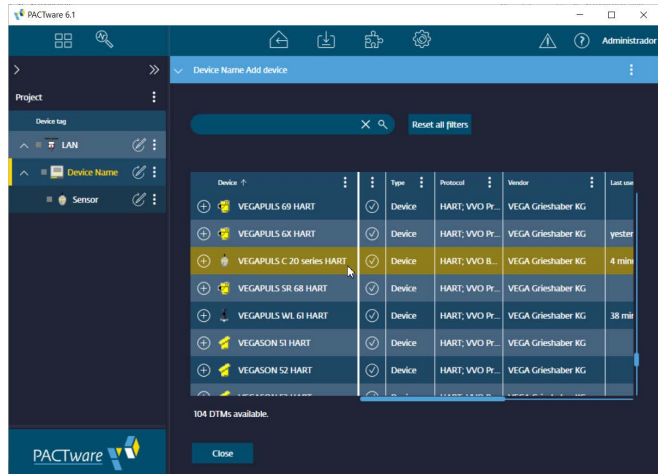 PACTware 6.1
Administrador
Device Name Add device
Project
Reset all filters
Device tag
LAN
Device Name
Sensor
Device Type Protocol Vendor Last use
VEGAPULS 69 HART Device HART; VVO Pr... VEGA Grieshaber KG
VEGAPULS 6X HART Device HART; VVO Pr... VEGA Grieshaber KG yester
VEGAPULS C 20 series HART Device HART; VVO B... VEGA Grieshaber KG 4 minu
VEGAPULS SR 68 HART Device HART; VVO Pr... VEGA Grieshaber KG
VEGAPULS WL 61 HART Device HART; VVO Pr... VEGA Grieshaber KG 38 min
VEGASON 51 HART Device HART; VVO Pr... VEGA Grieshaber KG
VEGASON 52 HART Device HART; VVO Pr... VEGA Grieshaber KG
104 DTMs available.
Close
PACTware